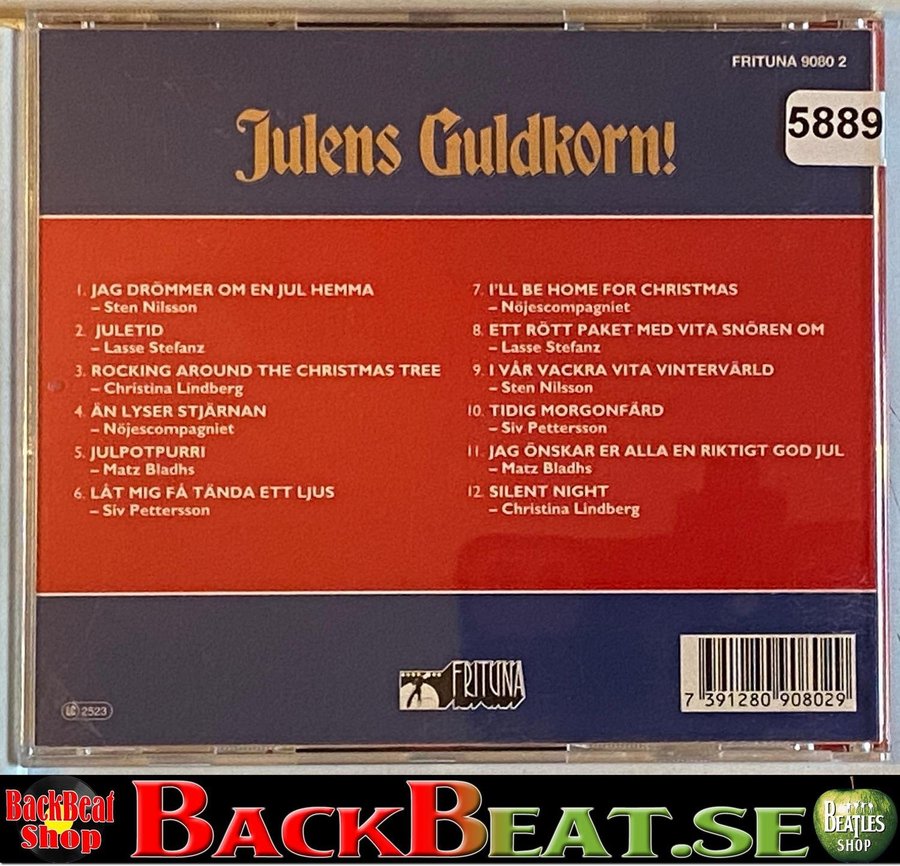 FRITUNA 9080 2
5889
Julens Guldkorn!
1. JAG DRÖMMER OM EN JUL HEMMA
– Sten Nilsson
2. JULETID
– Lasse Stefanz
3. ROCKING AROUND THE CHRISTMAS TREE
– Christina Lindberg
4. ÄN LYSER STJÄRNAN
– Nöjescompagniet
5. JULPOTPURRI
– Matz Bladhs
6. LÅT MIG FÅ TÄNDA ETT LJUS
– Siv Pettersson
7. I'LL BE HOME FOR CHRISTMAS
– Nöjescompagniet
8. ETT RÖTT PAKET MED VITA SNÖREN OM
– Lasse Stefanz
9. I VÅR VACKRA VITA VINTERVÄRLD
– Sten Nilsson
10. TIDIG MORGONFÄRD
– Siv Pettersson
11. JAG ÖNSKAR ER ALLA EN RIKTIGT GOD JUL
– Matz Bladhs
12. SILENT NIGHT
– Christina Lindberg
LC 2523
FRITUNA
7 391280 908029
BackBeat
Shop
BACKBEAT.SE
BEATLES
SHOP